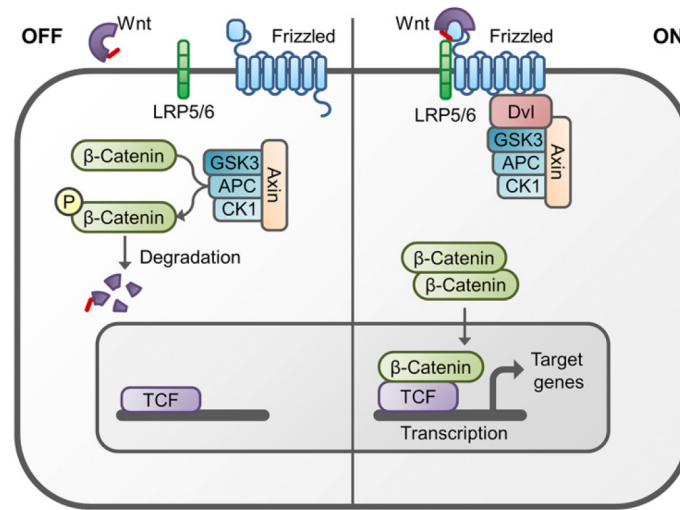 OFF
Wnt
Frizzled
LRP5/6
β-Catenin
GSK3
APC
CK1
Axin
P
β-Catenin
Degradation
TCF
ON
Wnt
Frizzled
LRP5/6
Dvl
GSK3
APC
CK1
Axin
β-Catenin
β-Catenin
β-Catenin
TCF
Target
genes
Transcription